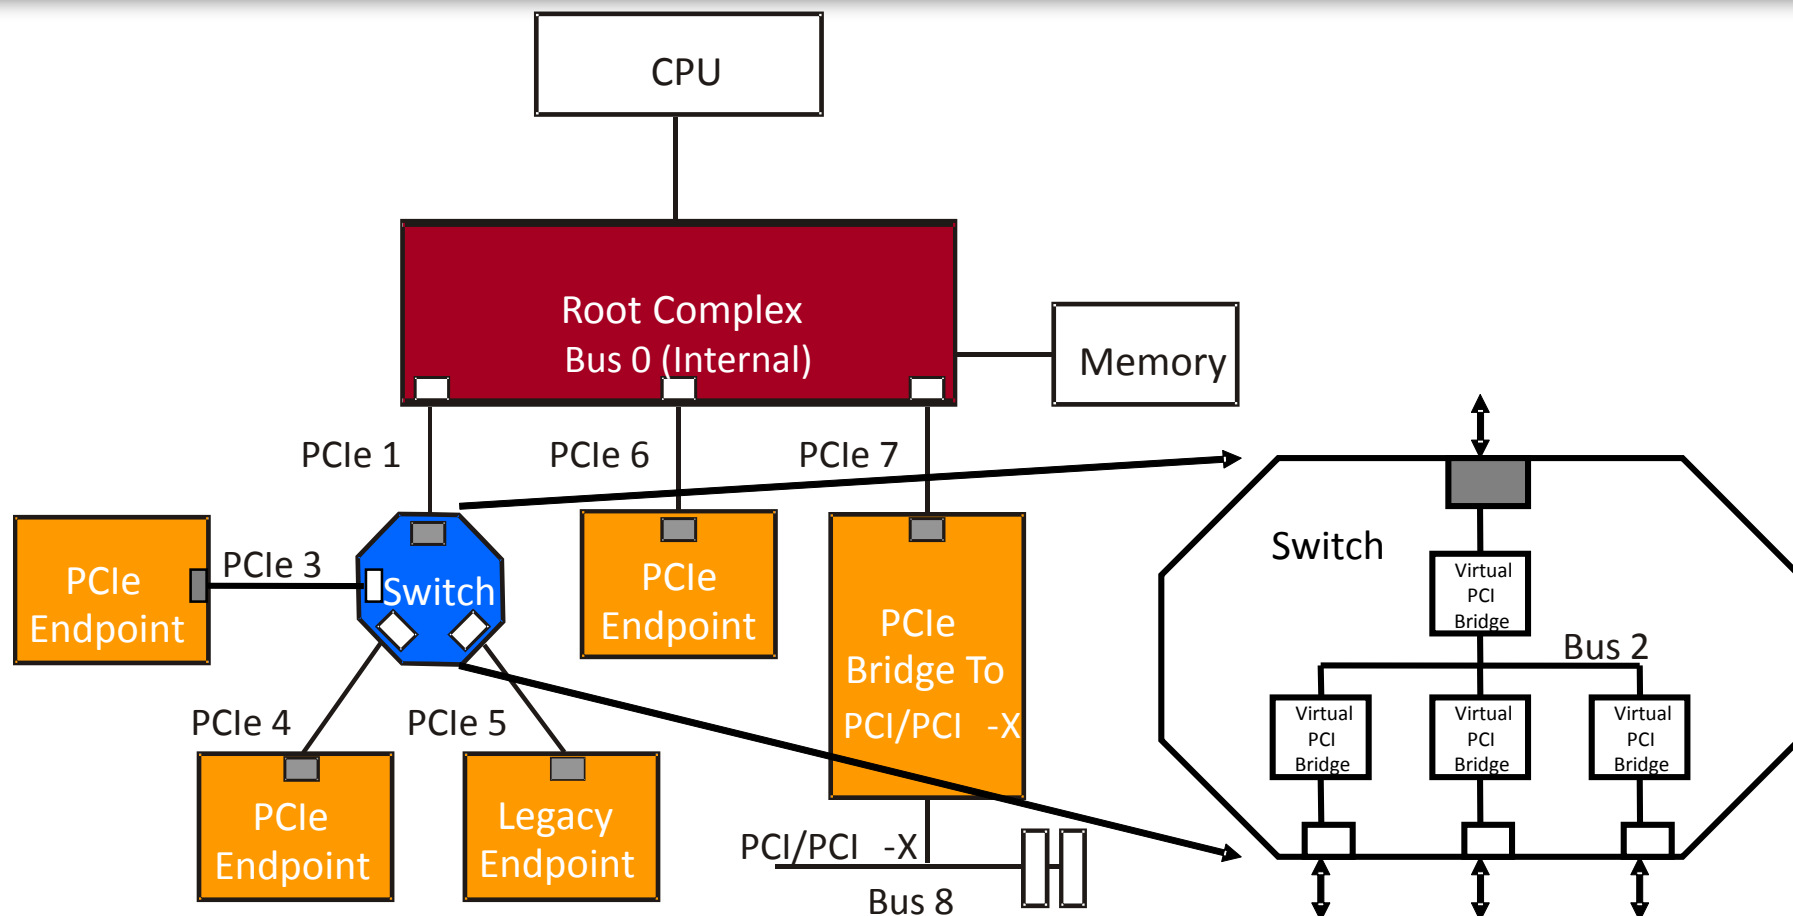 CPU
Root Complex
Bus 0 (Internal)
Memory
PCIe 1
PCIe 6
PCIe 7
PCIe
Endpoint
PCIe 3
Switch
PCIe
Endpoint
PCIe
Bridge To
PCI/PCI -X
PCIe 4
PCIe 5
PCIe
Endpoint
Legacy
Endpoint
PCI/PCI -X
Bus 8
Switch
Virtual
PCI
Bridge
Bus 2
Virtual
PCI
Bridge
Virtual
PCI
Bridge
Virtual
PCI
Bridge